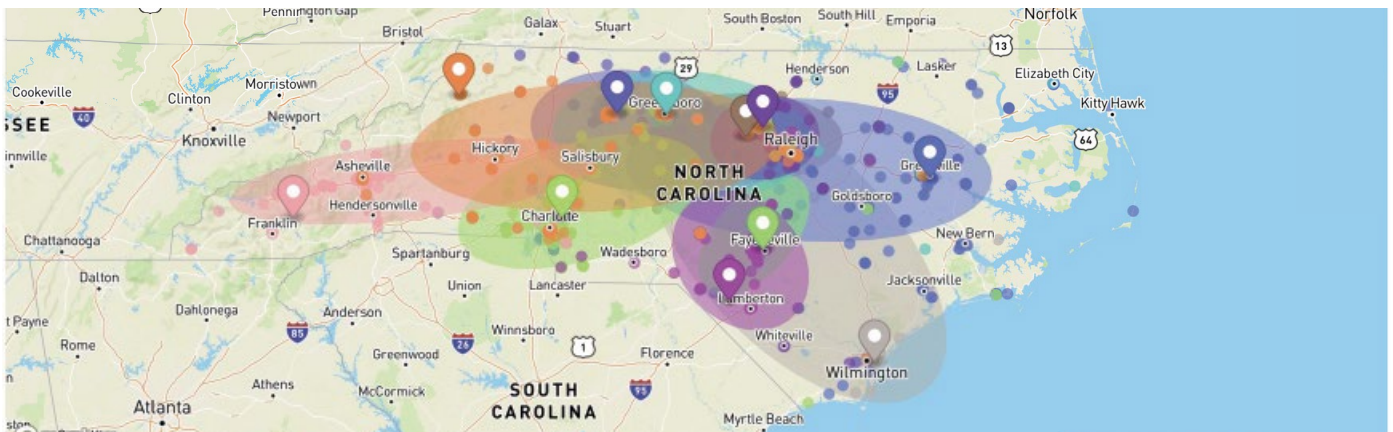 Pennington Gap
Bristol
Galax
Stuart
South Boston
South Hill
Emporia
Norfolk
13
29
Henderson
Lasker
Elizabeth City
Kitty Hawk
Cookeville
Morristown
Clinton
40
95
SSEE
Newport
Knoxville
64
innville
Asheville
Hickory
Salisbury
Raleigh
NORTH
CAROLINA
Goldsboro
Hendersonville
Franklin
Charlotte
New Bern
Chattanooga
Spartanburg
Wadesboro
Dalton
Union
Lancaster
Lumberton
Jacksonville
Dahlonega
Anderson
t Payne
85
26
Winnsboro
1
Whiteville
Rome
Greenwood
Florence
Wilmington
Athens
McCormick
SOUTH
CAROLINA
95
Atlanta
Myrtle Beach